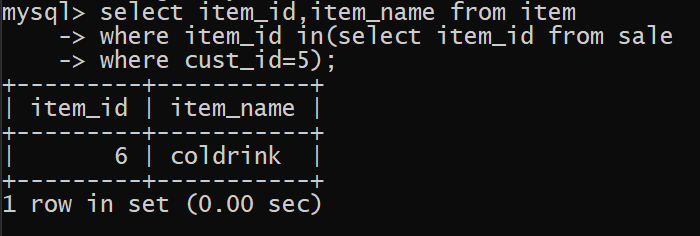 mysql> select item_id,item_name from item
    -> where item_id in(select item_id from sale
    -> where cust_id=5);
+---------+-----------+
| item_id | item_name |
+---------+-----------+
|       6 | coldrink  |
+---------+-----------+
1 row in set (0.00 sec)